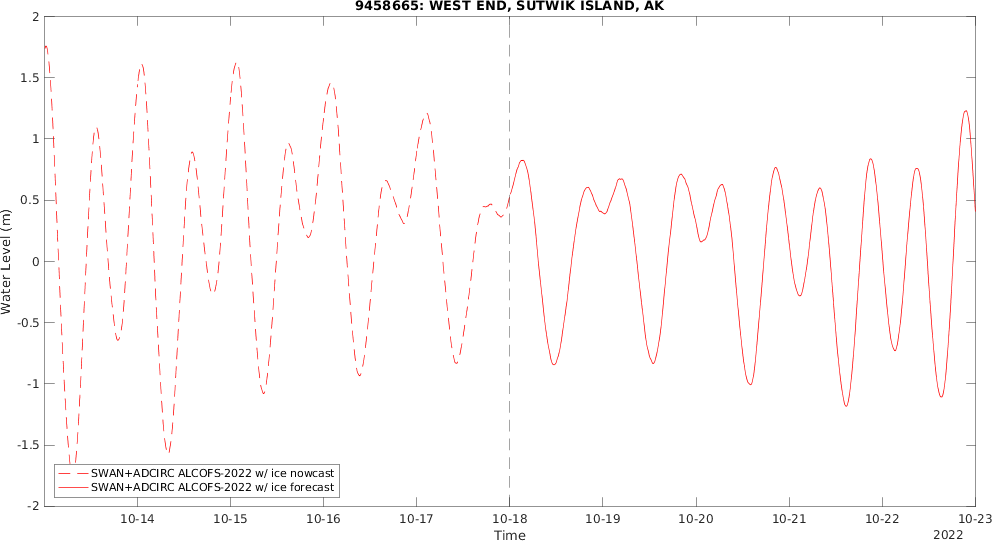 9458665: WEST END, SUTWIK ISLAND, AK
2
1.5
1
0.5
0
-0.5
-1
-1.5
-2
Water Level (m)
SWAN+ADCIRC ALCOFS-2022 w/ ice nowcast
SWAN+ADCIRC ALCOFS-2022 w/ ice forecast
10-14 10-15 10-16 10-17 10-18 10-19 10-20 10-21 10-22 10-23
Time
2022